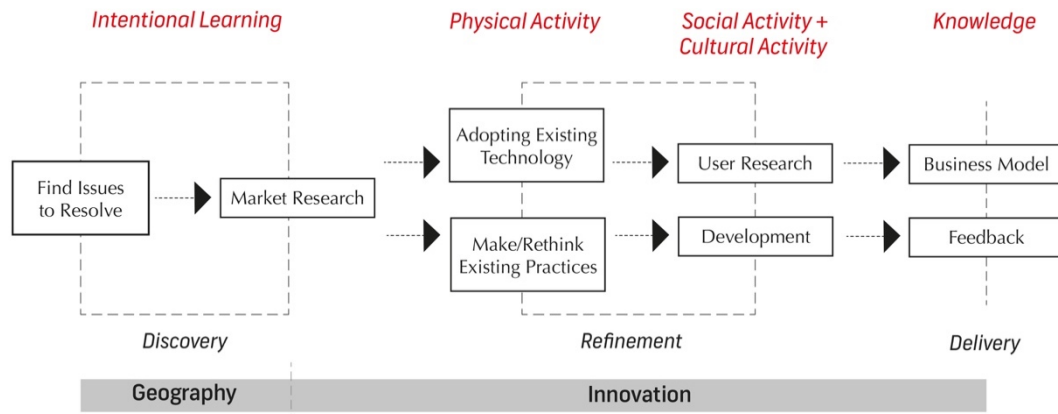 Intentional Learning
Physical Activity
Social Activity +
Cultural Activity
Knowledge
Find Issues
to Resolve
Market Research
Adopting Existing
Technology
Make/Rethink
Existing Practices
User Research
Development
Business Model
Feedback
Discovery
Refinement
Delivery
Geography
Innovation